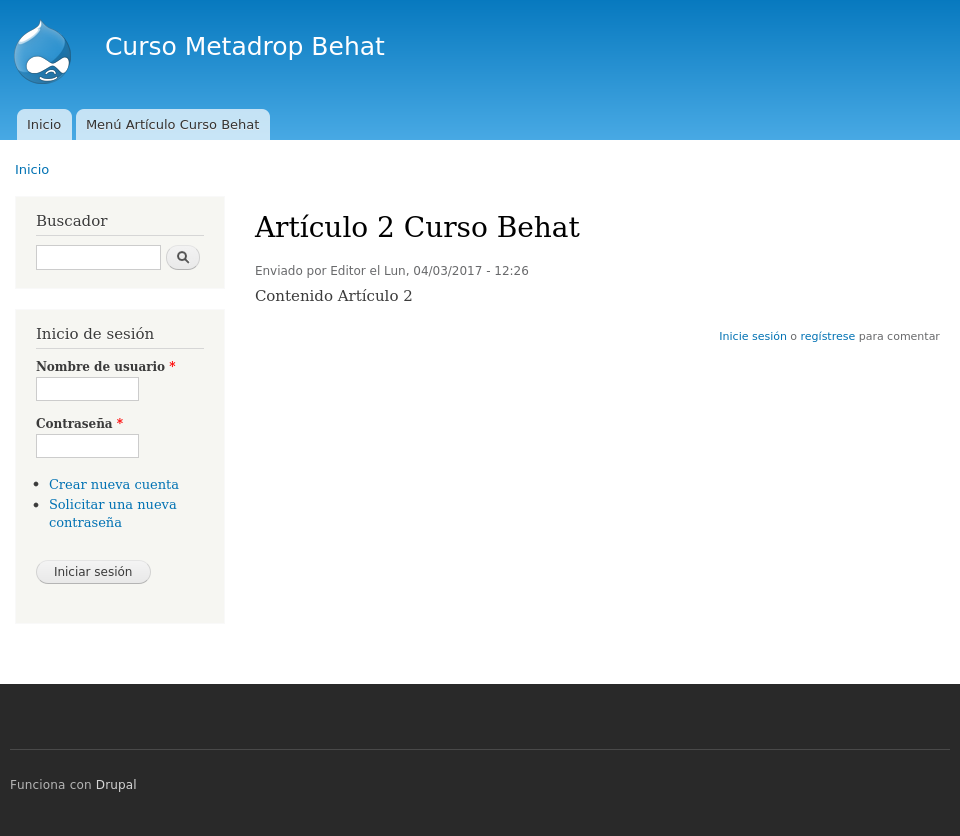 Curso Metadrop Behat
Inicio
Menú Artículo Curso Behat
Inicio
Buscador
Inicio de sesión
Nombre de usuario *
Contraseña *
Crear nueva cuenta
Solicitar una nueva
contraseña
Iniciar sesión
Artículo 2 Curso Behat
Enviado por Editor el Lun, 04/03/2017 - 12:26
Contenido Artículo 2
Inicie sesión o regístrese para comentar
Funciona con Drupal